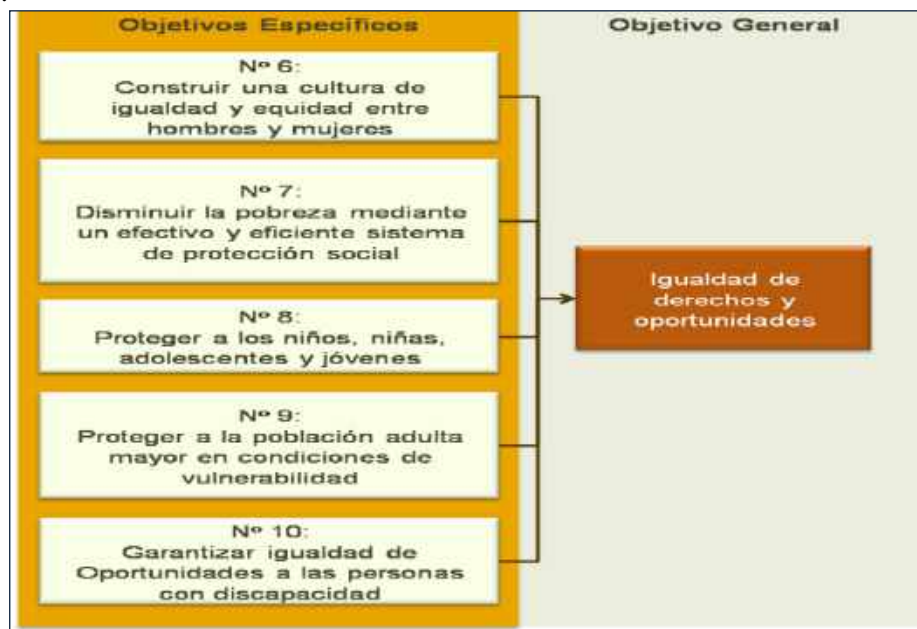 Objetivos Específicos
Objetivo General
Nº 6:
Construir una cultura de
igualdad y equidad entre
hombres y mujeres
Nº 7:
Disminuir la pobreza mediante
un efectivo y eficiente sistema
de protección social
Nº 8:
Proteger a los niños, niñas,
adolescentes y jóvenes
Nº 9:
Proteger a la población adulta
mayor en condiciones de
vulnerabilidad
Nº 10:
Garantizar igualdad de
Oportunidades a las personas
con discapacidad
Igualdad de
derechos y
oportunidades